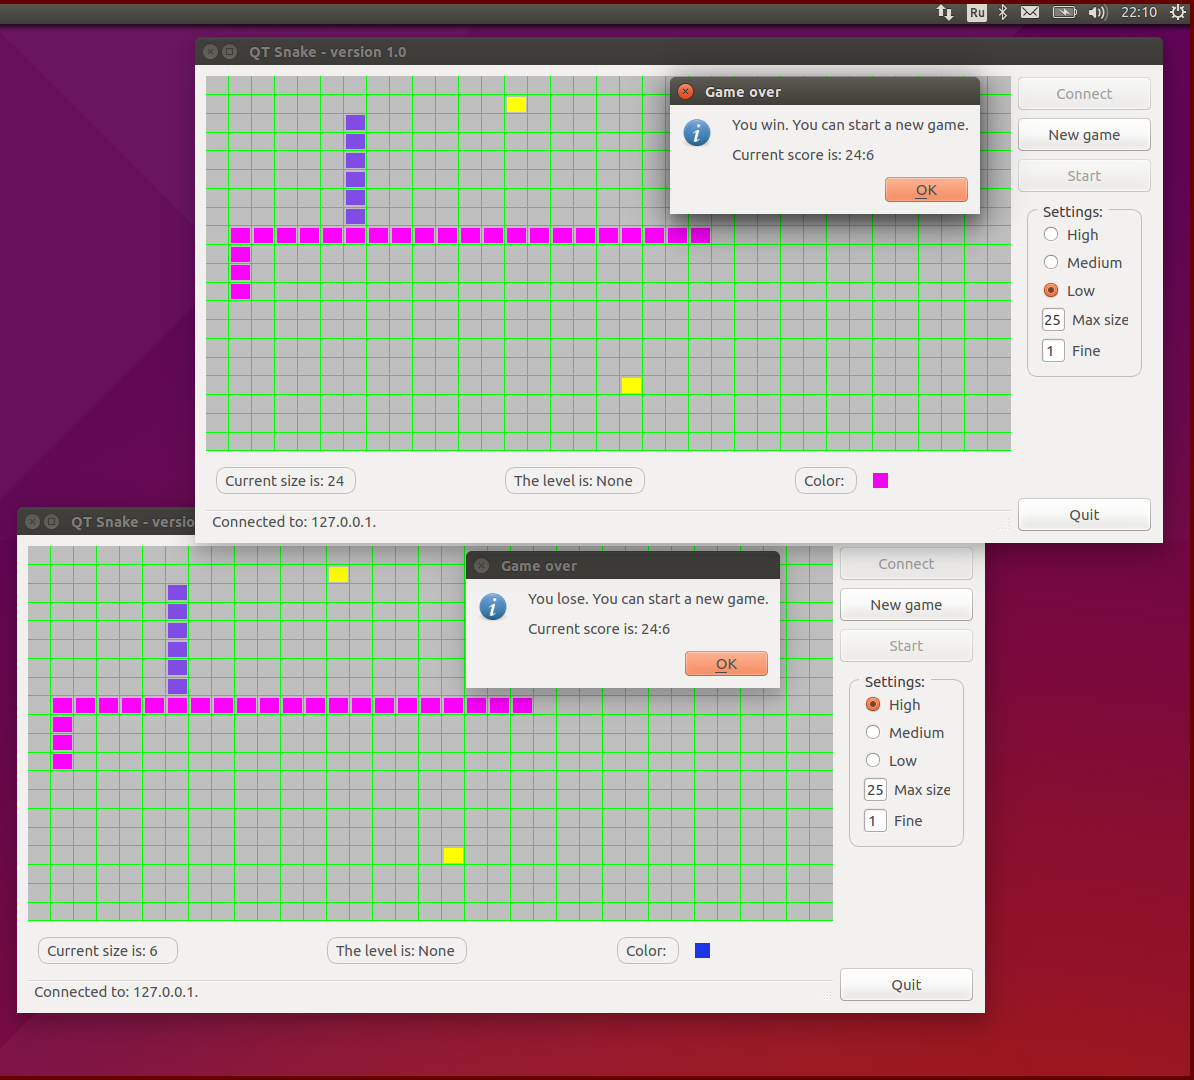 Ru
22:10
QT Snake - version 1.0
Game over
You win. You can start a new game.
Current score is: 24:6
OK
Connect
New game
Start
Settings:
High
Medium
Low
25 Max size
1 Fine
Current size is: 24
The level is: None
Color:
Connected to: 127.0.0.1.
Quit
QT Snake - versio
Game over
You lose. You can start a new game.
Current score is: 24:6
OK
Connect
New game
Start
Settings:
High
Medium
Low
25 Max size
1 Fine
Current size is: 6
The level is: None
Color:
Connected to: 127.0.0.1.
Quit